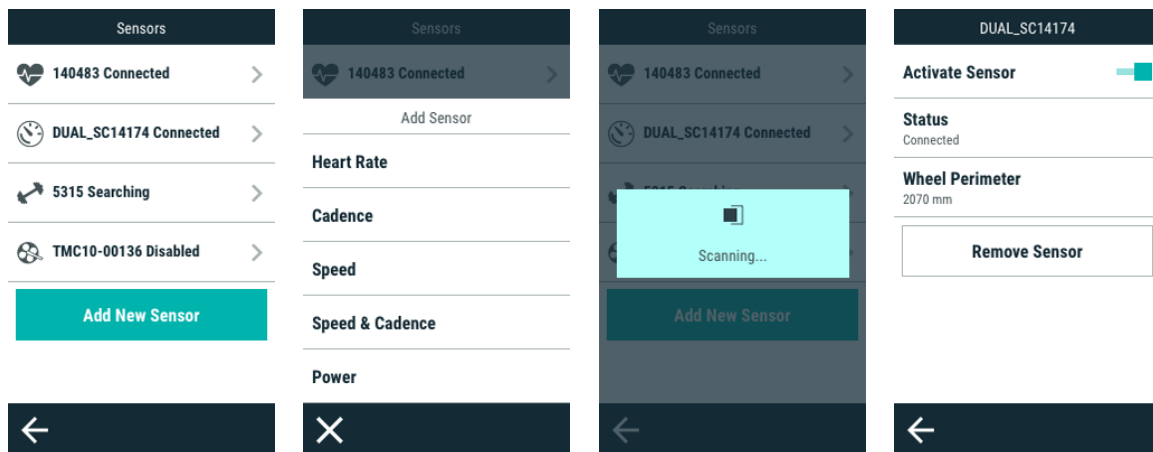 Sensors
140483 Connected
DUAL_SC14174 Connected
5315 Searching
TMC10-00136 Disabled
Add New Sensor
Sensors
140483 Connected
Add Sensor
Heart Rate
Cadence
Speed
Speed & Cadence
Power
Sensors
140483 Connected
DUAL_SC14174 Connected
Scanning...
Add New Sensor
DUAL_SC14174
Activate Sensor
Status
Connected
Wheel Perimeter
2070 mm
Remove Sensor